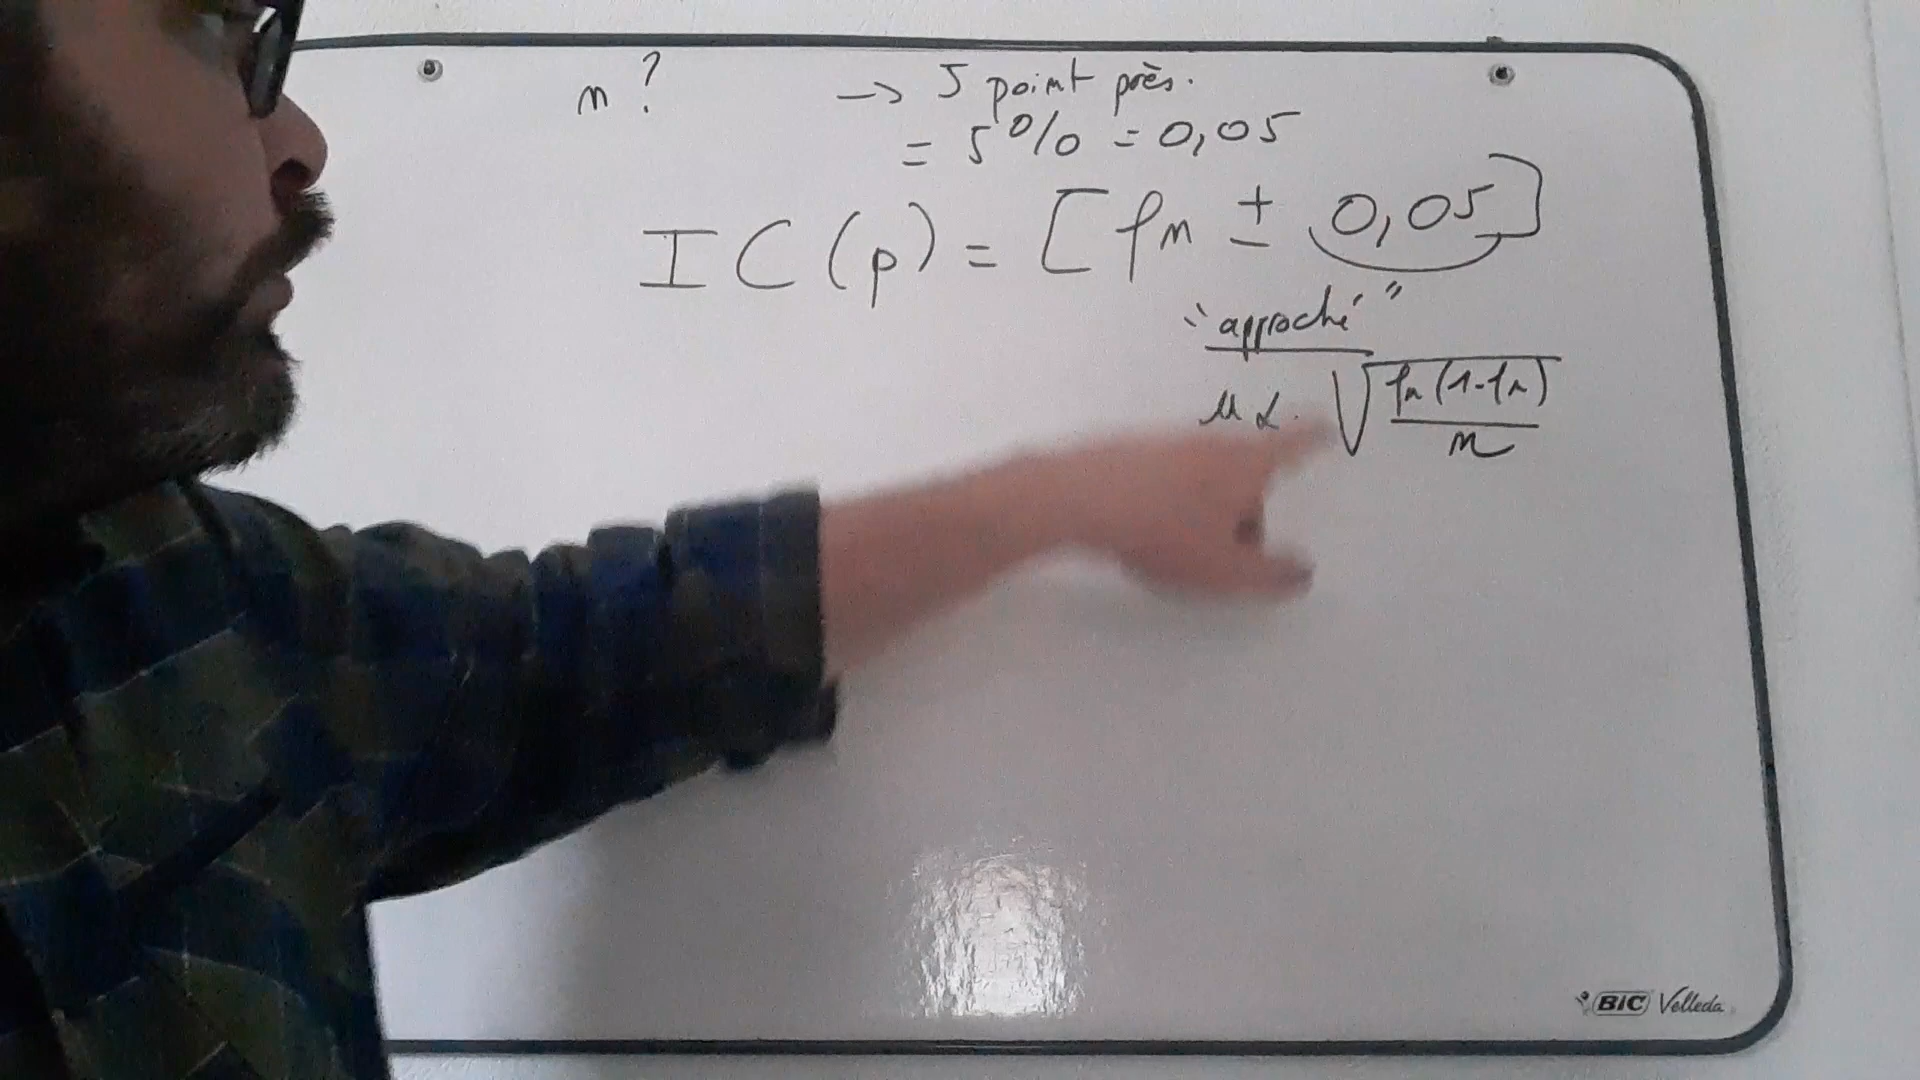 n ? → 5 point près.
= 5% = 0,05
IC(p) = [fn ± 0,05]
"approché"
uα. √(fn(1-fn)/n)
BIC Velleda